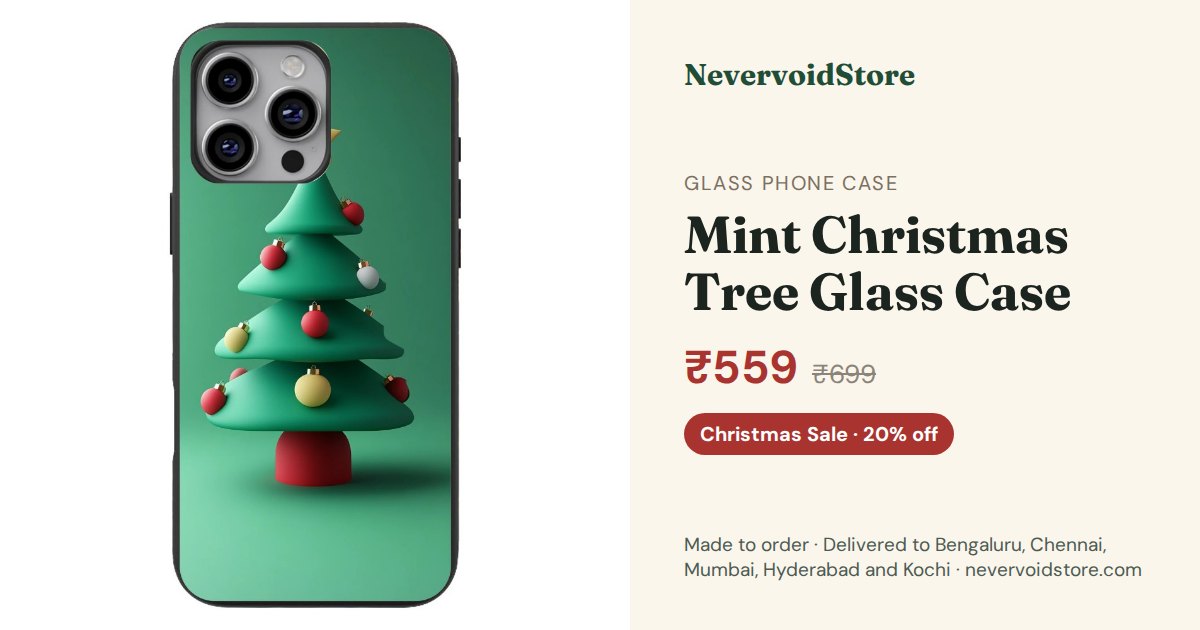 NevervoidStore
GLASS PHONE CASE
Mint Christmas
Tree Glass Case
₹559 ₹699
Christmas Sale · 20% off
Made to order · Delivered to Bengaluru, Chennai,
Mumbai, Hyderabad and Kochi · nevervoidstore.com